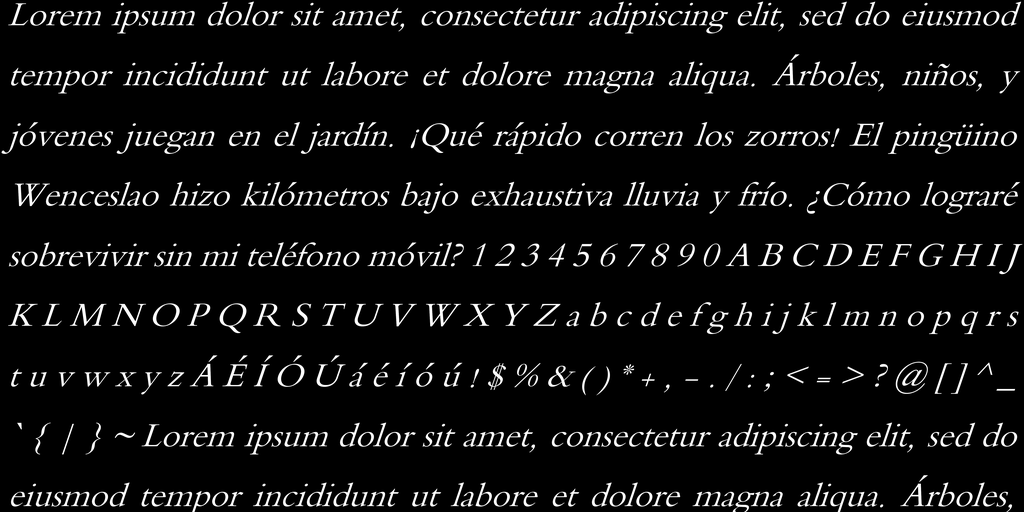 Lorem ipsum dolor sit amet, consectetur adipiscing elit, sed do eiusmod
tempor incididunt ut labore et dolore magna aliqua. Árboles, niños, y
jóvenes juegan en el jardín. ¡Qué rápido corren los zorros! El pingüino
Wenceslao hizo kilómetros bajo exhaustiva lluvia y frío. ¿Cómo lograré
sobrevivir sin mi teléfono móvil? 1 2 3 4 5 6 7 8 9 0 A B C D E F G H I J
K L M N O P Q R S T U V W X Y Z a b c d e f g h i j k l m n o p q r s
t u v w x y z Á É Í Ó Ú á é í ó ú ! $ % & ( ) * + , – . / : ; < = > ? @ [ ] ^ _
` { | } ~ Lorem ipsum dolor sit amet, consectetur adipiscing elit, sed do
eiusmod tempor incididunt ut labore et dolore magna aliqua. Árboles,